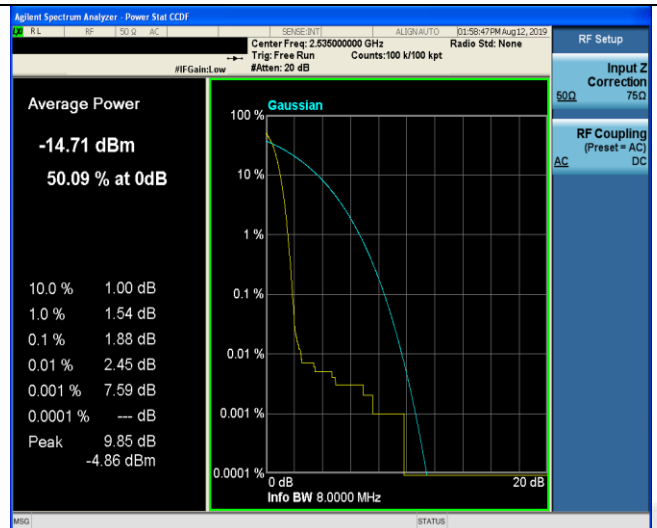 Agilent Spectrum Analyzer - Power Stat CCDF
RL RF 50 Ω AC SENSE:INT ALIGNAUTO 01:58:47PM Aug12, 2019
Center Freq: 2.535000000 GHz Radio Std: None
Trig: Free Run Counts:100 k/100 kpt
#IFGain:Low #Atten: 20 dB
RF Setup
Input Z
Correction
50Ω 75Ω
RF Coupling
(Preset = AC)
AC DC
Average Power
-14.71 dBm
50.09 % at 0dB
10.0 % 1.00 dB
1.0 % 1.54 dB
0.1 % 1.88 dB
0.01 % 2.45 dB
0.001 % 7.59 dB
0.0001 % --- dB
Peak 9.85 dB
-4.86 dBm
Gaussian
100 %
10 %
1 %
0.1 %
0.01 %
0.001 %
0.0001 %
0 dB 20 dB
Info BW 8.0000 MHz
MSG STATUS